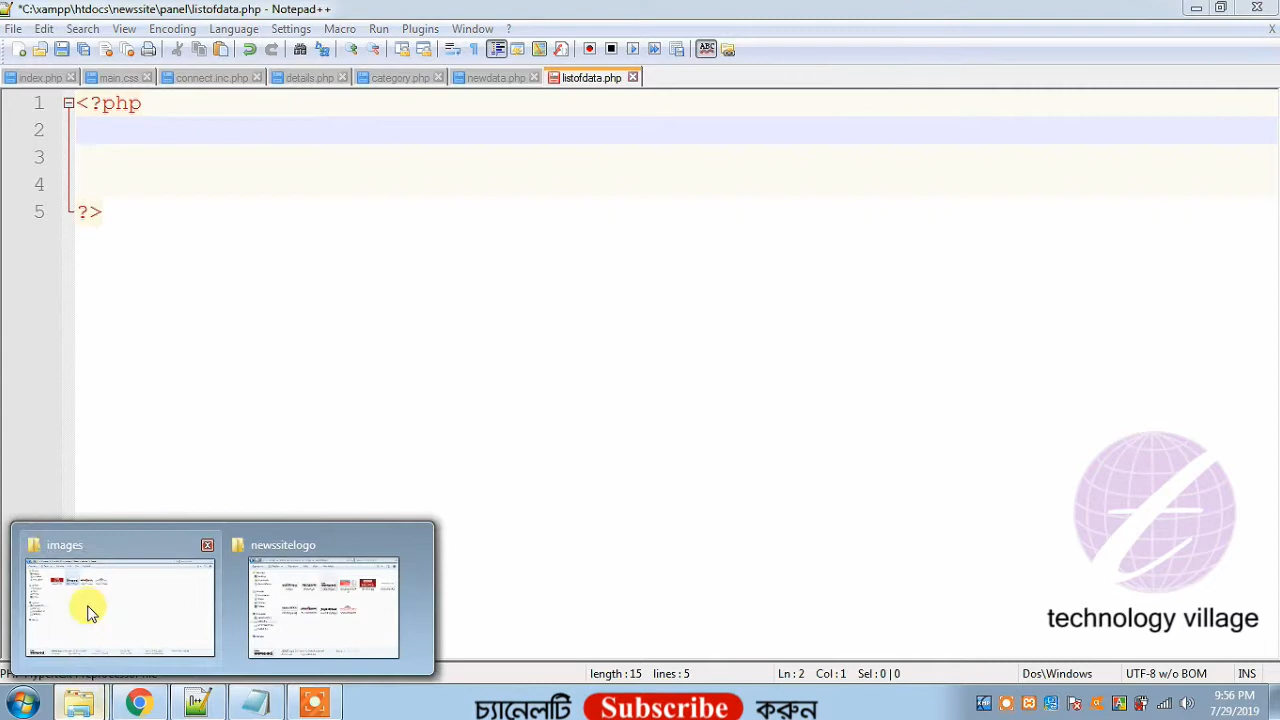 *C:\xampp\htdocs\newssite\panel\listofdata.php - Notepad++
File Edit Search View Encoding Language Settings Macro Run Plugins Window ? X
index.php main.css connect.inc.php details.php category.php newdata.php listofdata.php
1 <?php
2
3
4
5 ?>
images newssitelogo
technology village
length : 15 lines : 5 Ln : 2 Col : 1 Sel : 0 | 0 Dos\Windows UTF-8 w/o BOM INS
চ্যানেলটি Subscribe করুন
9:56 PM
7/29/2019